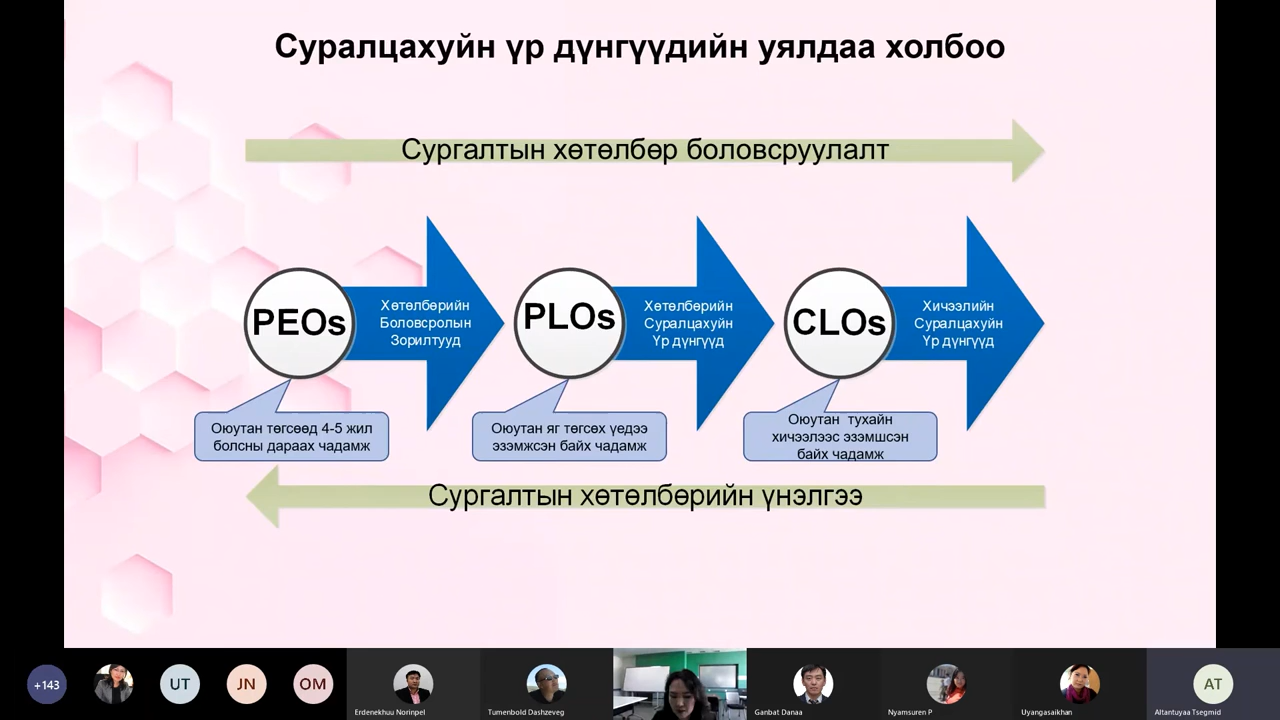 Суралцахуйн үр дүнгүүдийн уялдаа холбоо
Сургалтын хөтөлбөр боловсруулалт
PEOs
Хөтөлбөрийн
Боловсролын
Зорилтууд
PLOs
Хөтөлбөрийн
Суралцахуйн
Үр дүнгүүд
CLOs
Хичээлийн
Суралцахуйн
Үр дүнгүүд
Оюутан төгсөөд 4-5 жил
болсны дараах чадамж
Оюутан яг төгсөх үедээ
эзэмжсэн байх чадамж
Оюутан тухайн
хичээлээс эзэмшсэн
байх чадамж
Сургалтын хөтөлбөрийн үнэлгээ
+143
UT
JN
OM
Erdenekhuu Norinpel
Tumenbold Dashzeveg
Ganbat Danaa
Nyamsuren P
Uyangasaikhan
AT
Altantuyaa Tsegmid